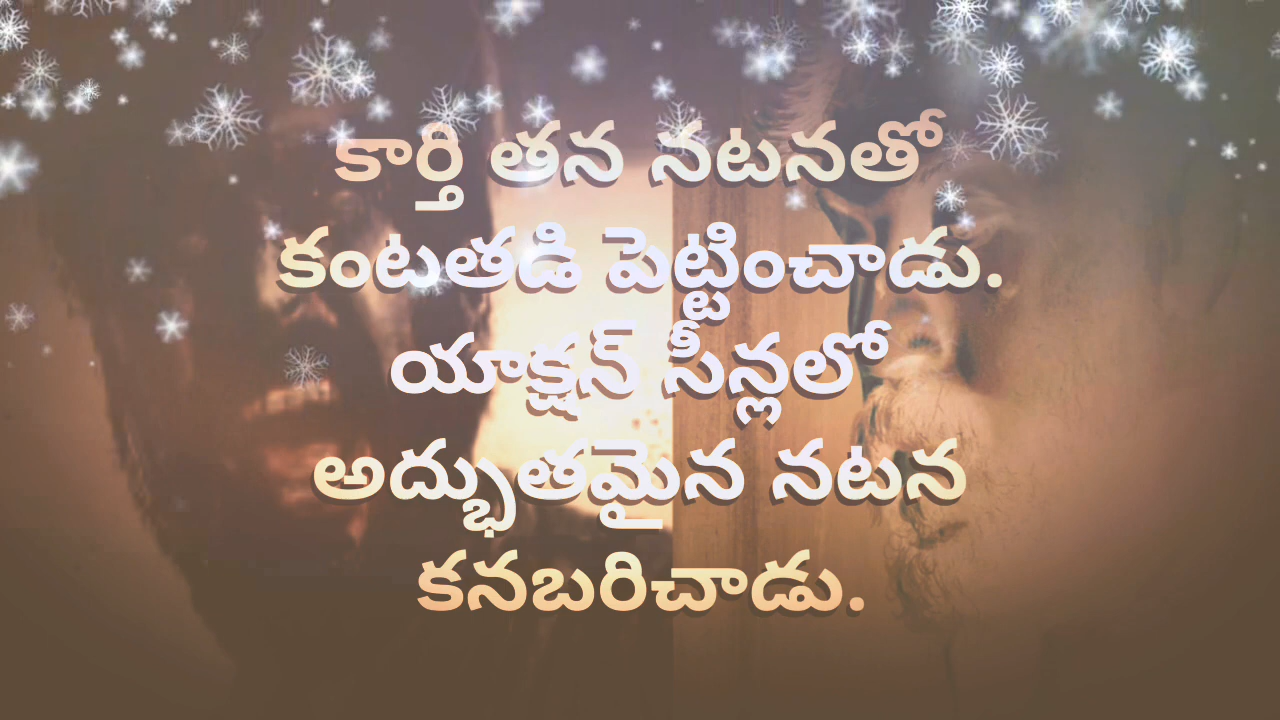 కార్తి తన నటనతో
కంటతడి పెట్టించాడు.
యాక్షన్ సీన్లలో
అద్భుతమైన నటన
కనబరిచాడు.